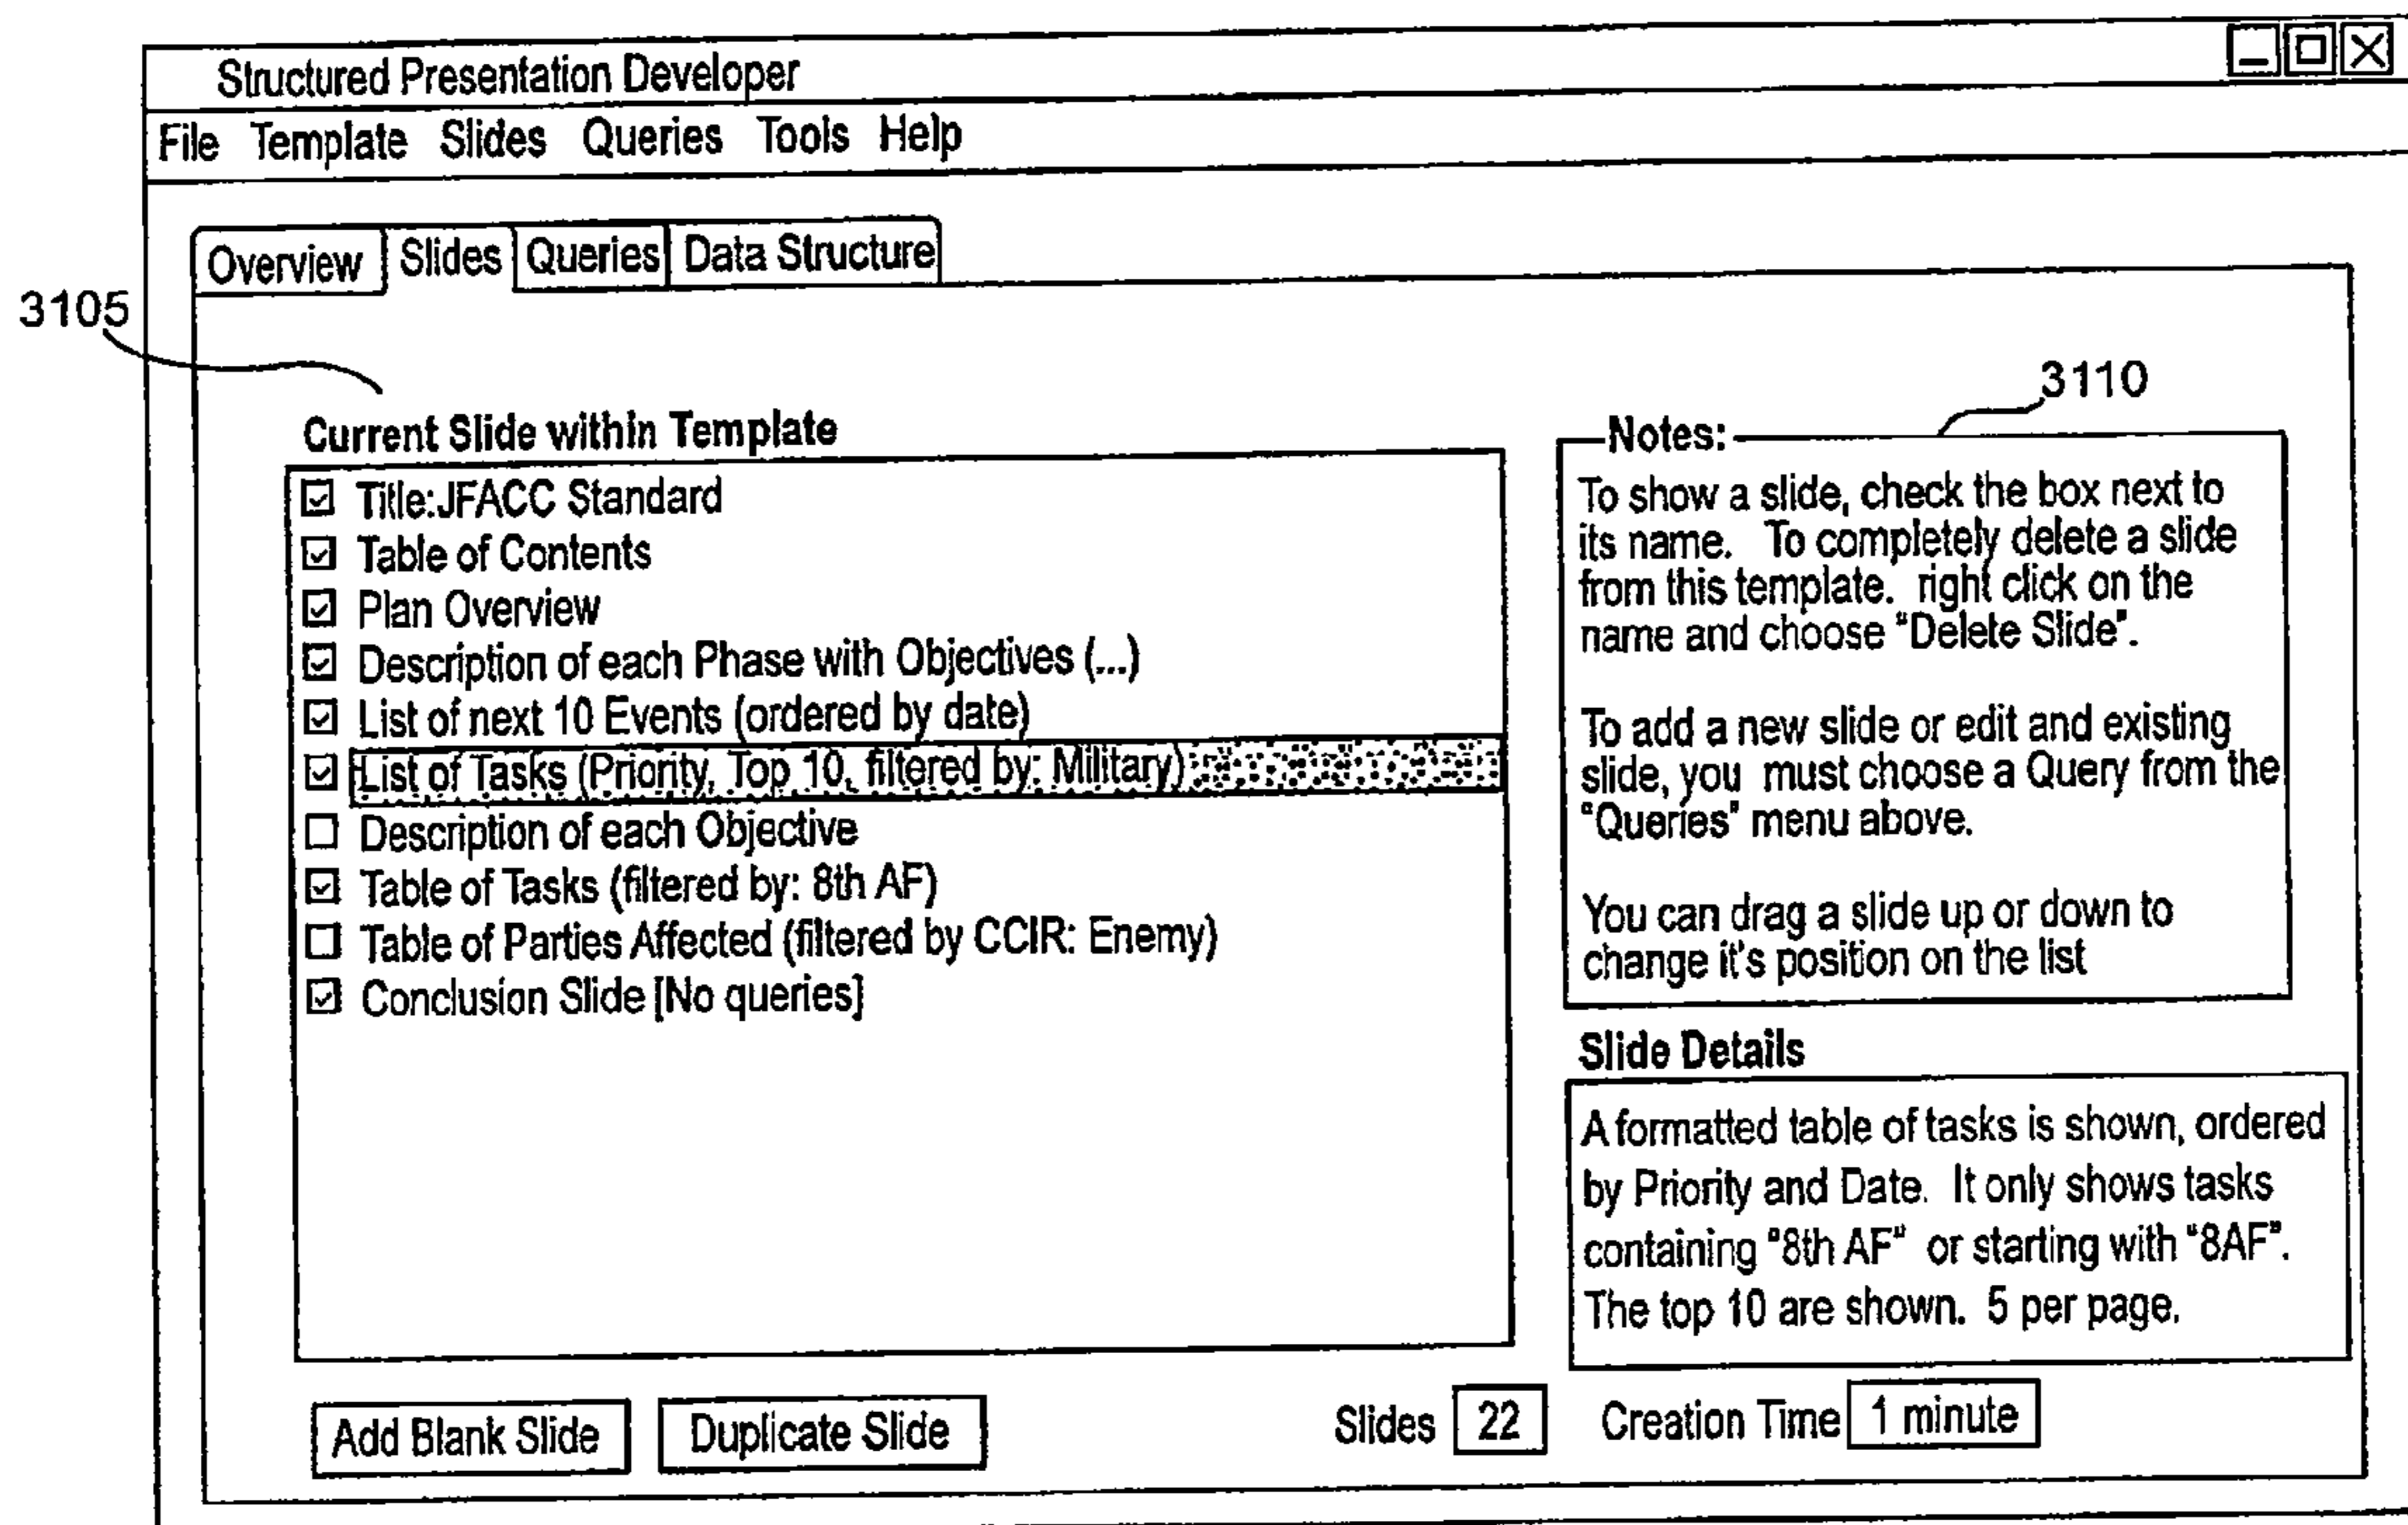 Structured Presentation Developer
File Template Slides Queries Tools Help
Overview Slides Queries Data Structure
3105
3110
Current Slide within Template
Title:JFACC Standard
Table of Contents
Plan Overview
Description of each Phase with Objectives (...)
List of next 10 Events (ordered by date)
List of Tasks (Priority, Top 10, filtered by: Military)
Description of each Objective
Table of Tasks (filtered by: 8th AF)
Table of Parties Affected (filtered by CCIR: Enemy)
Conclusion Slide [No queries]
Notes:
To show a slide, check the box next to
its name. To completely delete a slide
from this template. right click on the
name and choose "Delete Slide".
To add a new slide or edit and existing
slide, you must choose a Query from the
"Queries" menu above.
You can drag a slide up or down to
change it's position on the list
Slide Details
A formatted table of tasks is shown, ordered
by Priority and Date. It only shows tasks
containing "8th AF" or starting with "8AF".
The top 10 are shown. 5 per page.
Add Blank Slide Duplicate Slide Slides 22 Creation Time 1 minute